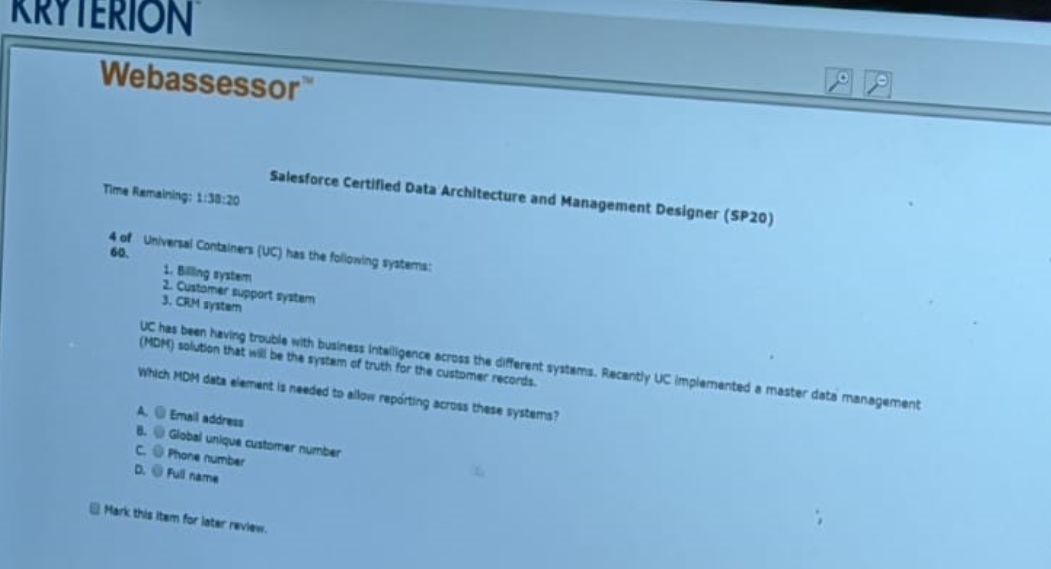 KRYTERION
Webassessor™
Salesforce Certified Data Architecture and Management Designer (SP20)
Time Remaining: 1:38:20
4 of 60. Universal Containers (UC) has the following systems:
1. Billing system
2. Customer support system
3. CRM system
UC has been having trouble with business intelligence across the different systems. Recently UC implemented a master data management
(MDM) solution that will be the system of truth for the customer records.
Which MDM data element is needed to allow reporting across these systems?
A. Email address
B. Global unique customer number
C. Phone number
D. Full name
Mark this item for later review.